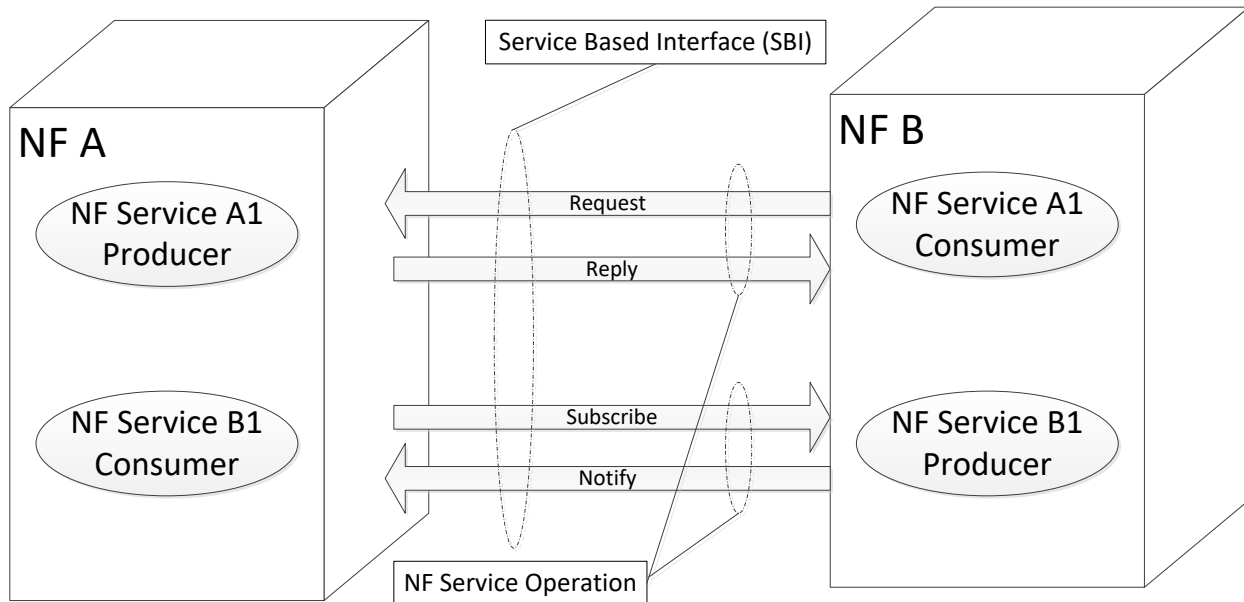 Service Based Interface (SBI)
NF A
NF B
NF Service A1
Producer
Request
NF Service A1
Consumer
Reply
NF Service B1
Consumer
Subscribe
NF Service B1
Producer
Notify
NF Service Operation